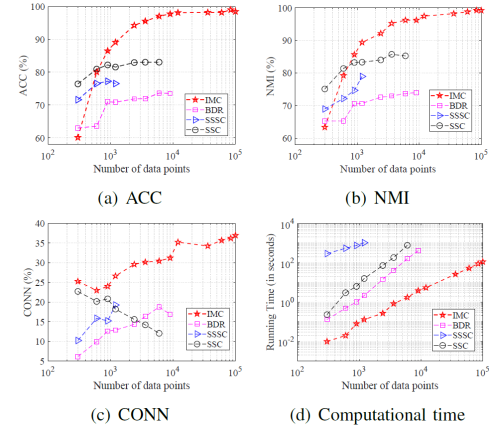 100
90
80
70
60
ACC (%)
IMC
BDR
SSSC
SSC
10^2
10^3
10^4
10^5
Number of data points
(a) ACC
100
90
80
70
60
NMI (%)
IMC
BDR
SSSC
SSC
10^2
10^3
10^4
10^5
Number of data points
(b) NMI
40
35
30
25
20
15
10
5
CONN (%)
IMC
BDR
SSSC
SSC
10^2
10^3
10^4
10^5
Number of data points
(c) CONN
10^4
10^2
10^0
10^-2
Running Time (in seconds)
IMC
BDR
SSSC
SSC
10^2
10^3
10^4
10^5
Number of data points
(d) Computational time